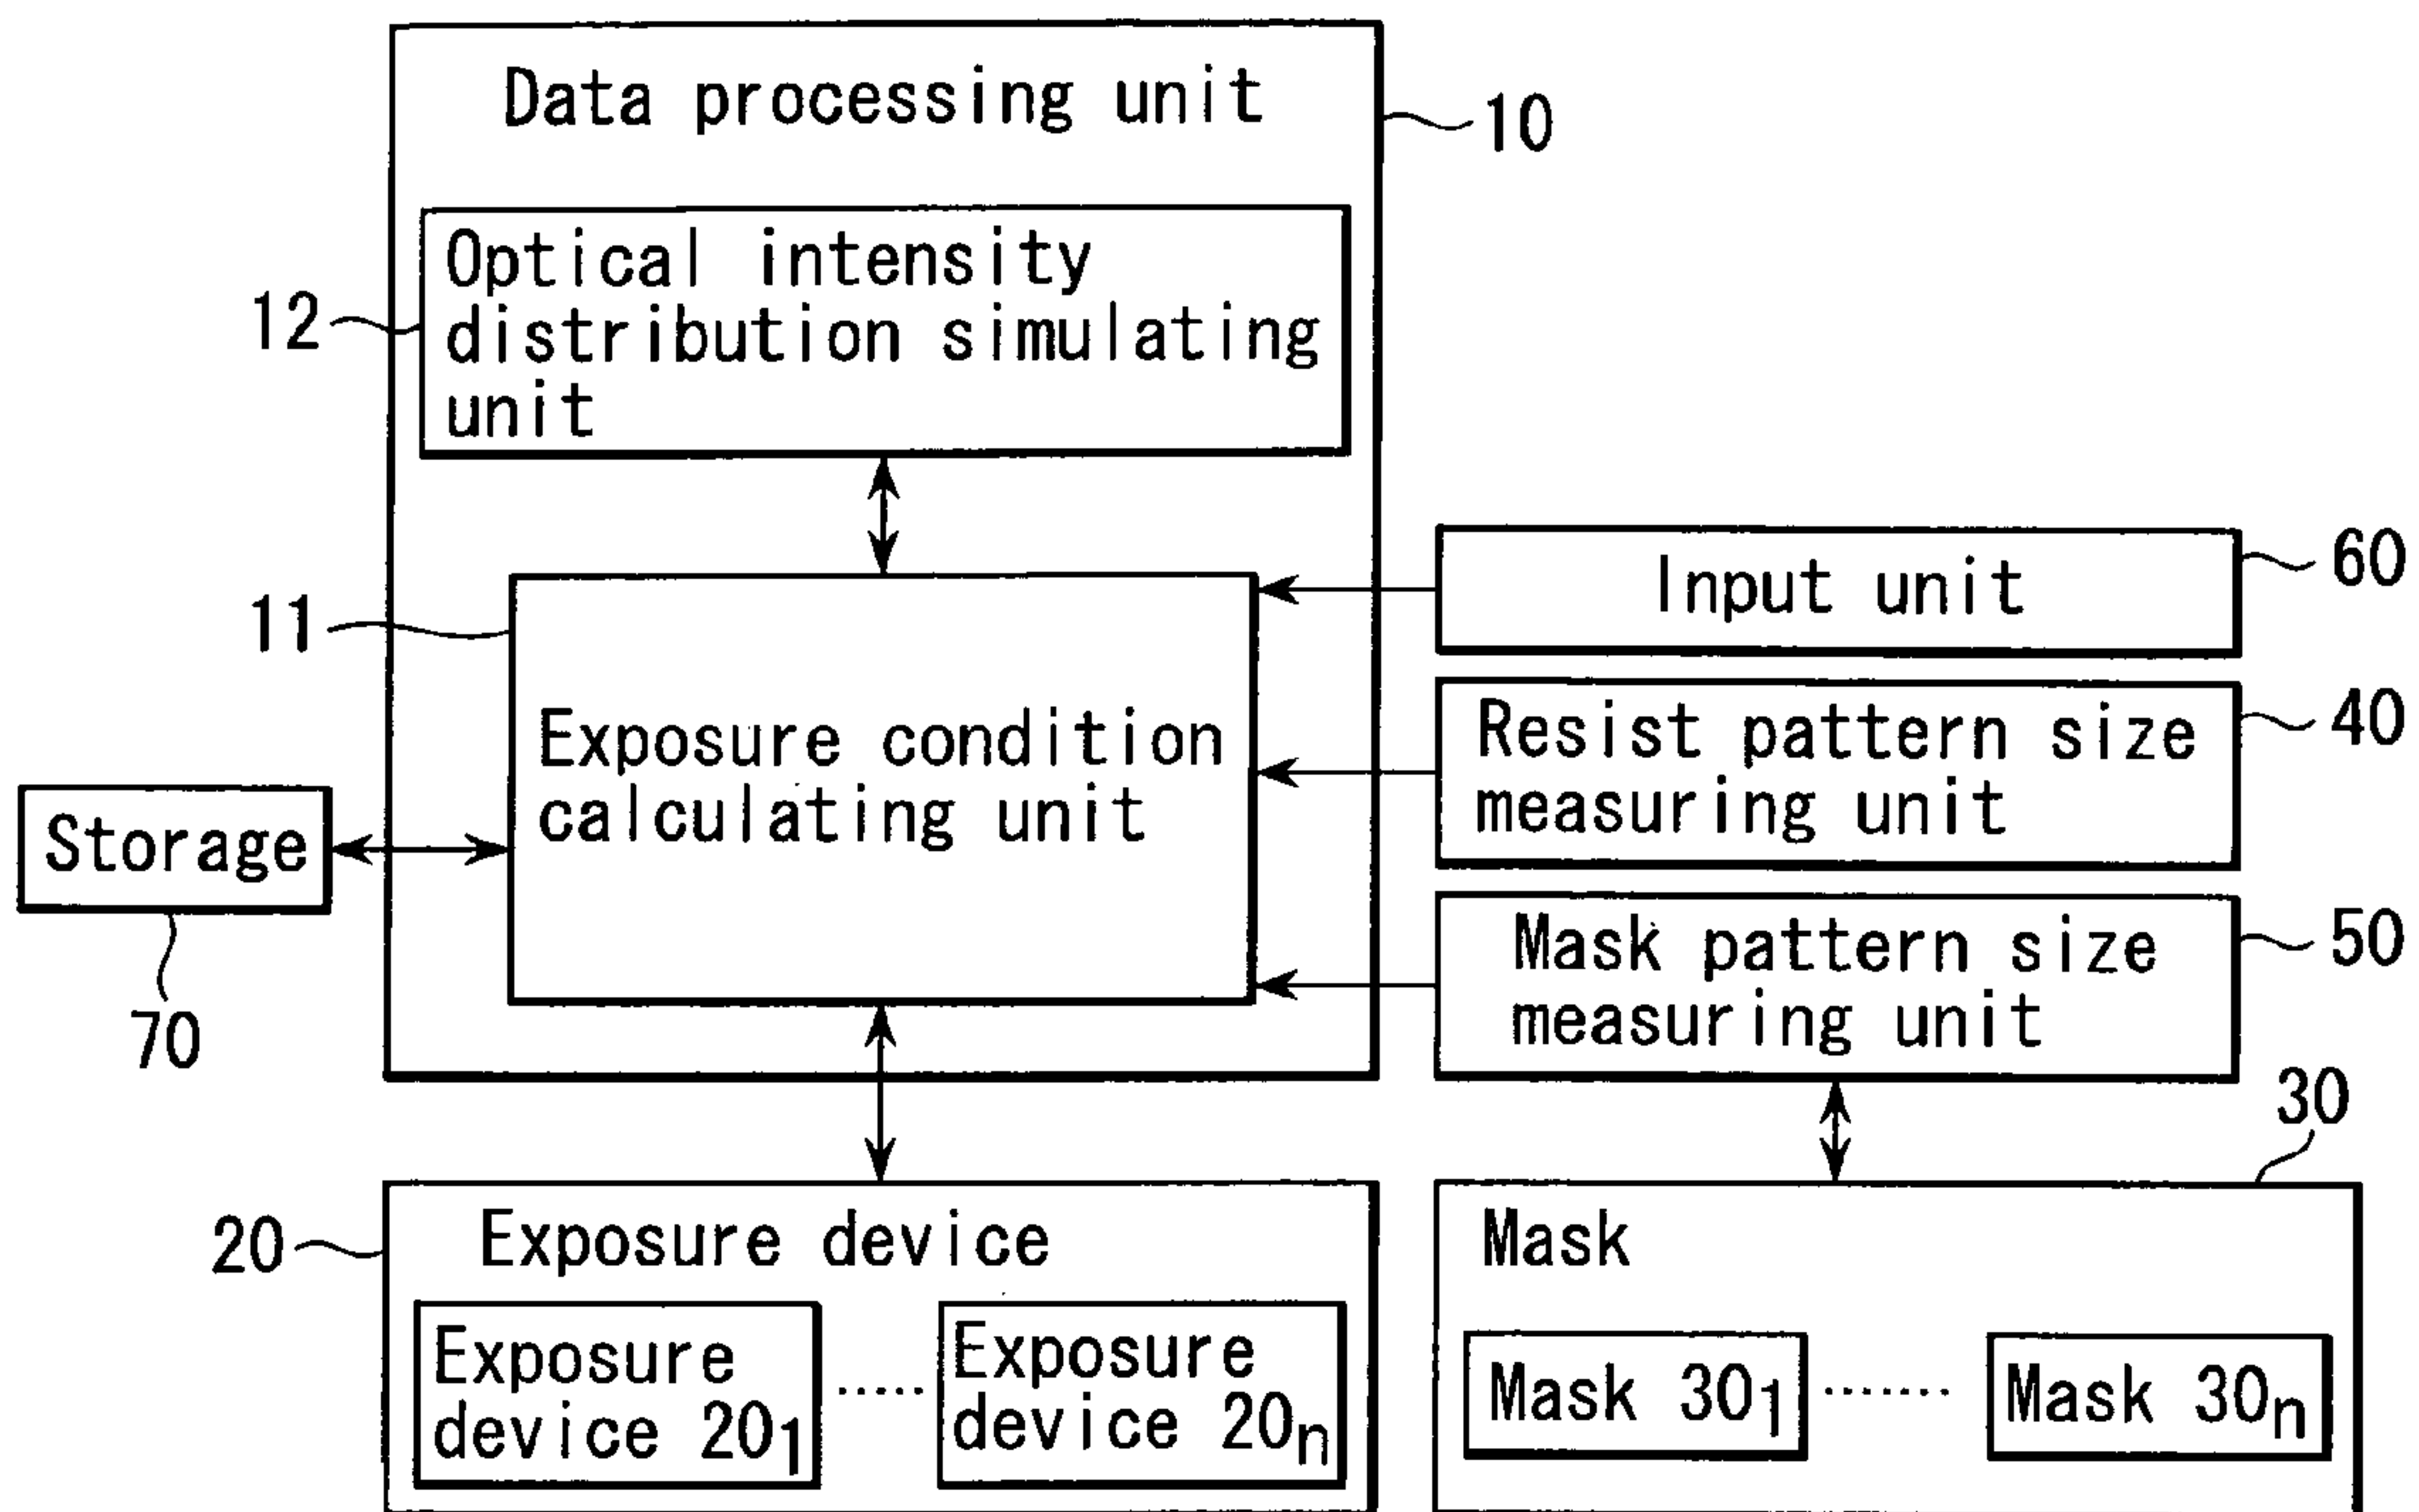 Data processing unit
10
Optical intensity
distribution simulating
unit
12
Input unit
60
11
Exposure condition
calculating unit
Resist pattern size
measuring unit
40
Storage
70
Mask pattern size
measuring unit
50
30
20
Exposure device
Exposure
device 20₁
.....
Exposure
device 20ₙ
Mask
Mask 30₁
.......
Mask 30ₙ